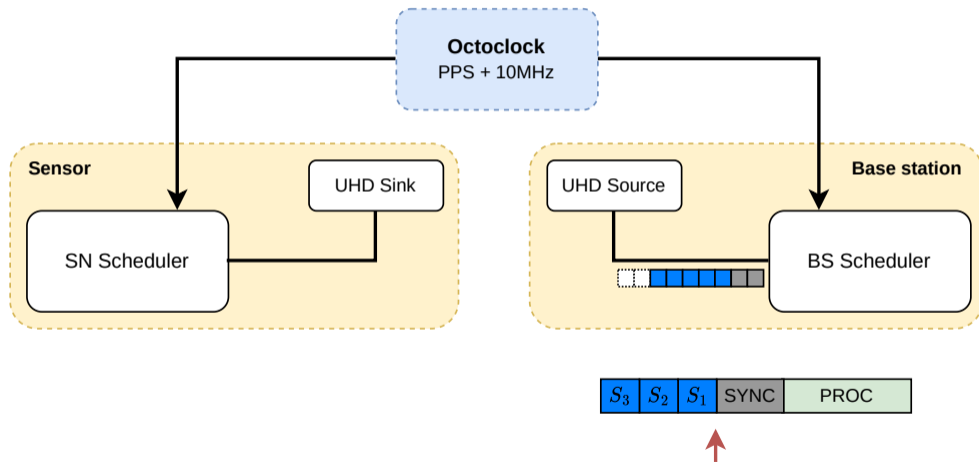 Octoclock
PPS + 10MHz
Sensor
Base station
UHD Sink
UHD Source
SN Scheduler
BS Scheduler
S₃ S₂ S₁ SYNC PROC